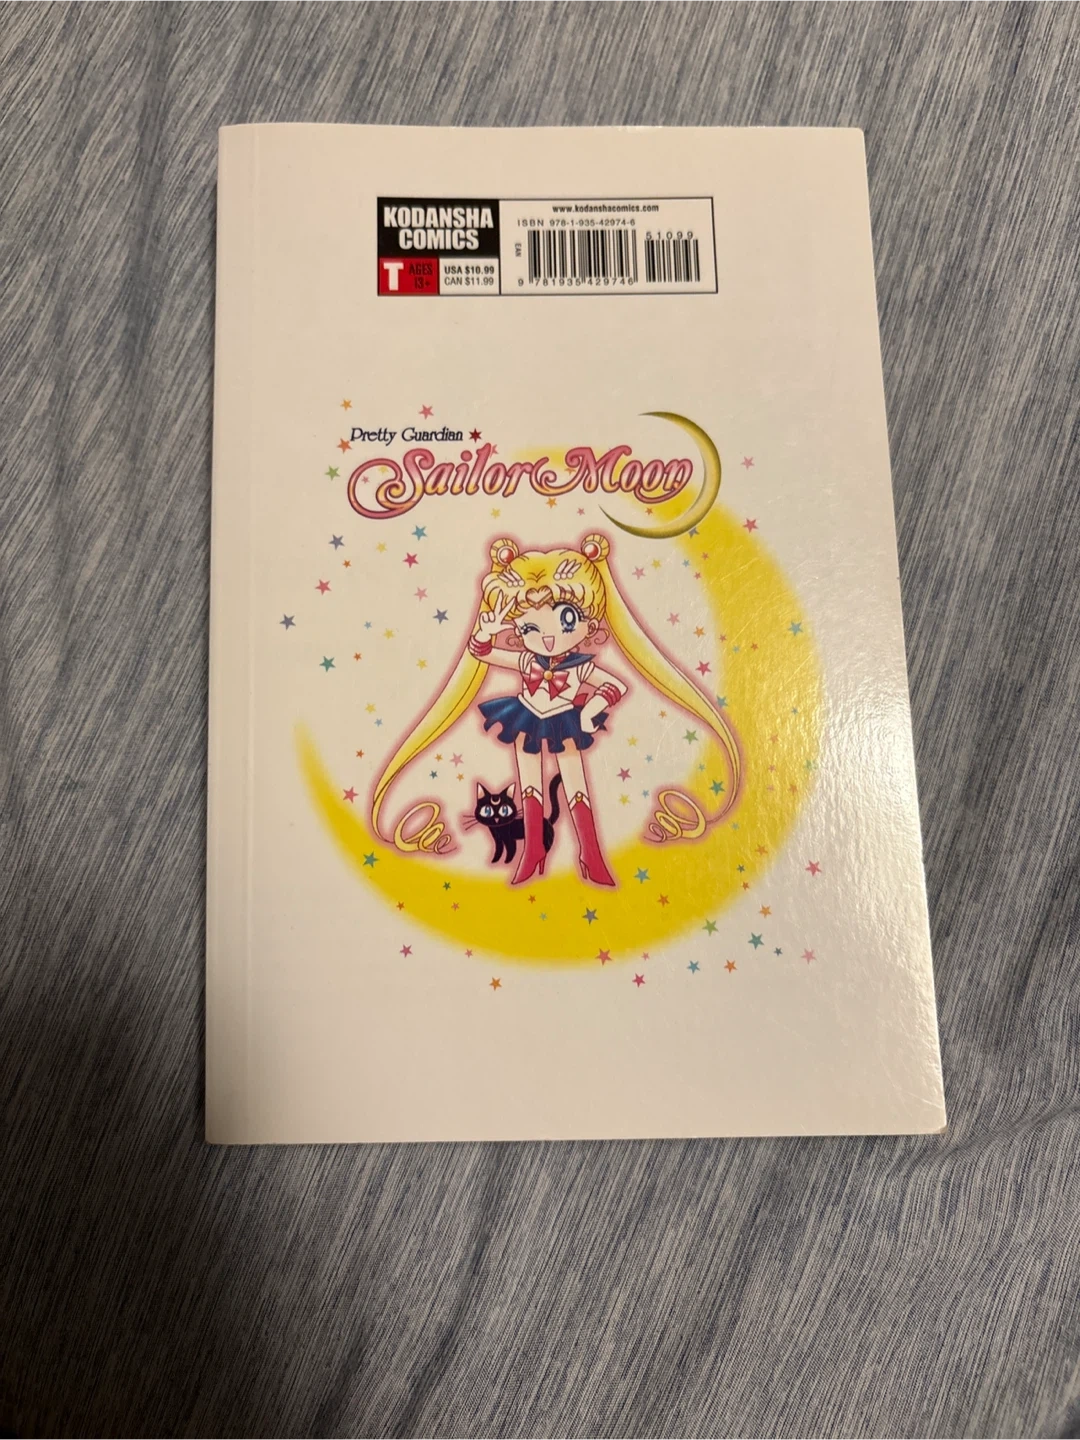 KODANSHA
COMICS
T AGES
13+
USA $10.99
CAN $11.99
www.kodanshacomics.com
ISBN 978-1-935-42974-6
51099
EAN
9 781935 429746
Pretty Guardian
Sailor Moon